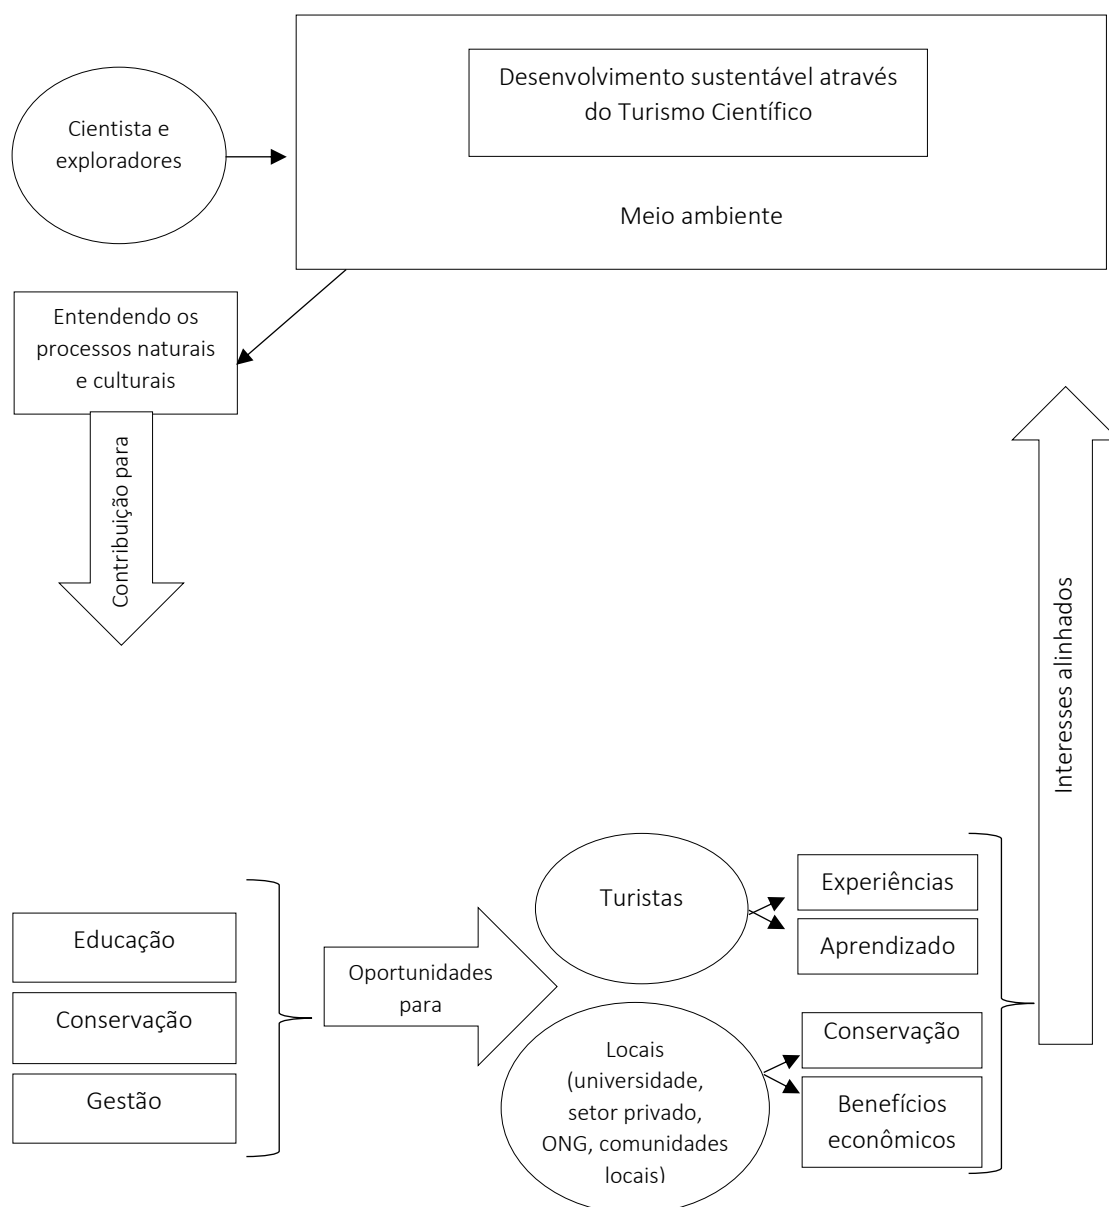 Desenvolvimento sustentável através
do Turismo Científico
Cientista e
exploradores
Meio ambiente
Entendendo os
processos naturais
e culturais
Contribuição para
Interesses alinhados
Educação
Conservação
Gestão
Oportunidades
para
Turistas
Experiências
Aprendizado
Locais
(universidade,
setor privado,
ONG, comunidades
locais)
Conservação
Benefícios
econômicos